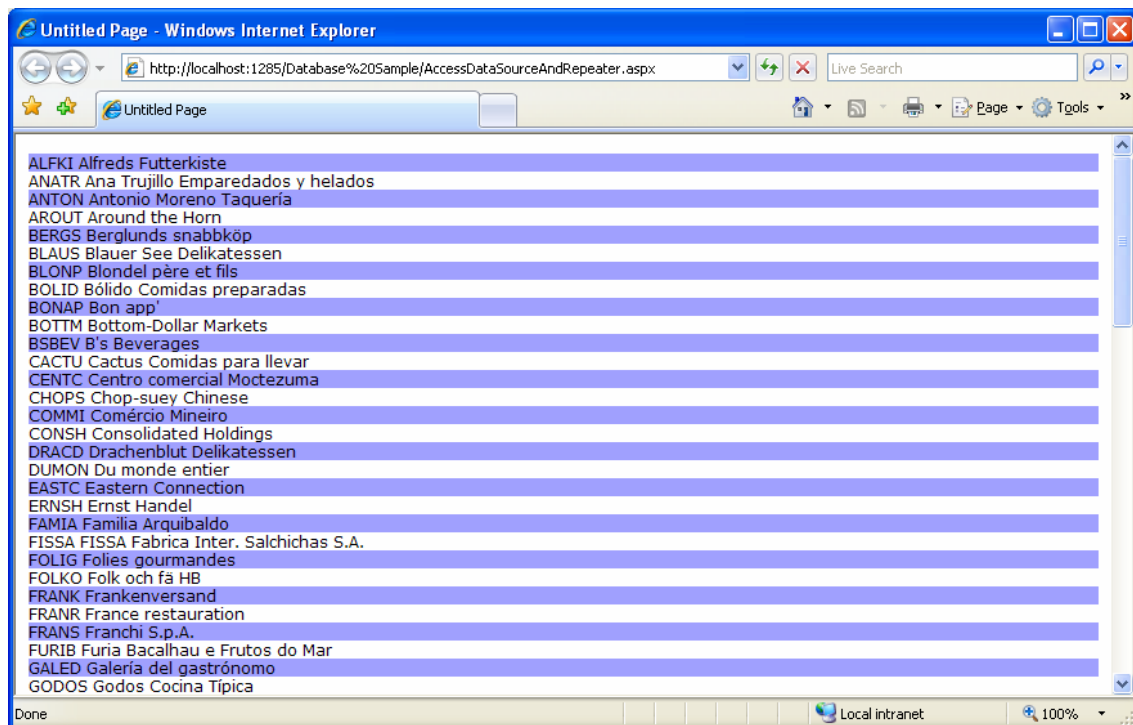 Untitled Page - Windows Internet Explorer
http://localhost:1285/Database%20Sample/AccessDataSourceAndRepeater.aspx
Live Search
Untitled Page
Page
Tools
»
ALFKI Alfreds Futterkiste
ANATR Ana Trujillo Emparedados y helados
ANTON Antonio Moreno Taquería
AROUT Around the Horn
BERGS Berglunds snabbköp
BLAUS Blauer See Delikatessen
BLONP Blondel père et fils
BOLID Bólido Comidas preparadas
BONAP Bon app'
BOTTM Bottom-Dollar Markets
BSBEV B's Beverages
CACTU Cactus Comidas para llevar
CENTC Centro comercial Moctezuma
CHOPS Chop-suey Chinese
COMMI Comércio Mineiro
CONSH Consolidated Holdings
DRACD Drachenblut Delikatessen
DUMON Du monde entier
EASTC Eastern Connection
ERNSH Ernst Handel
FAMIA Familia Arquibaldo
FISSA FISSA Fabrica Inter. Salchichas S.A.
FOLIG Folies gourmandes
FOLKO Folk och fä HB
FRANK Frankenversand
FRANR France restauration
FRANS Franchi S.p.A.
FURIB Furia Bacalhau e Frutos do Mar
GALED Galería del gastrónomo
GODOS Godos Cocina Típica
Done
Local intranet
100%